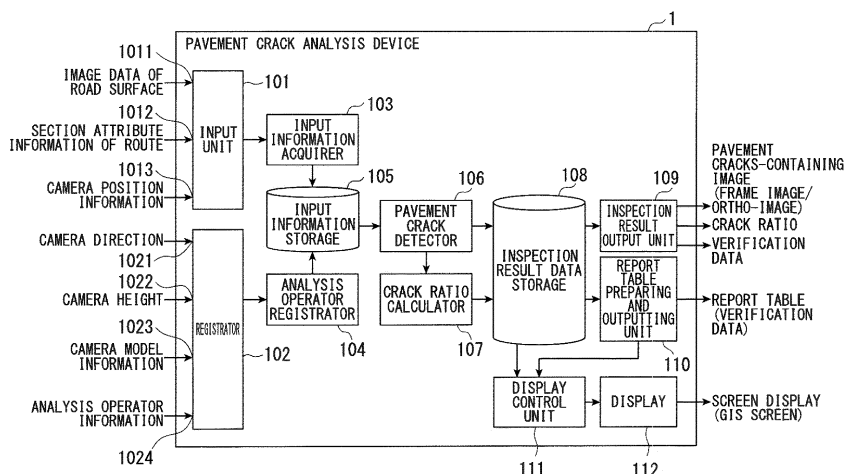 1
PAVEMENT CRACK ANALYSIS DEVICE
1011
IMAGE DATA OF
ROAD SURFACE
101
1012
SECTION ATTRIBUTE
INFORMATION OF ROUTE
INPUT
UNIT
1013
CAMERA POSITION
INFORMATION
103
INPUT
INFORMATION
ACQUIRER
105
INPUT
INFORMATION
STORAGE
CAMERA DIRECTION
1021
1022
CAMERA HEIGHT
1023
CAMERA MODEL
INFORMATION
ANALYSIS OPERATOR
INFORMATION
1024
REGISTRATOR
102
ANALYSIS
OPERATOR
REGISTRATOR
104
106
PAVEMENT
CRACK
DETECTOR
CRACK RATIO
CALCULATOR
107
108
INSPECTION
RESULT DATA
STORAGE
109
INSPECTION
RESULT
OUTPUT UNIT
PAVEMENT
CRACKS-CONTAINING
IMAGE
(FRAME IMAGE/
ORTHO-IMAGE)
CRACK RATIO
VERIFICATION
DATA
REPORT
TABLE
PREPARING
AND
OUTPUTTING
UNIT
110
REPORT TABLE
(VERIFICATION
DATA)
DISPLAY
CONTROL
UNIT
111
DISPLAY
112
SCREEN DISPLAY
(GIS SCREEN)